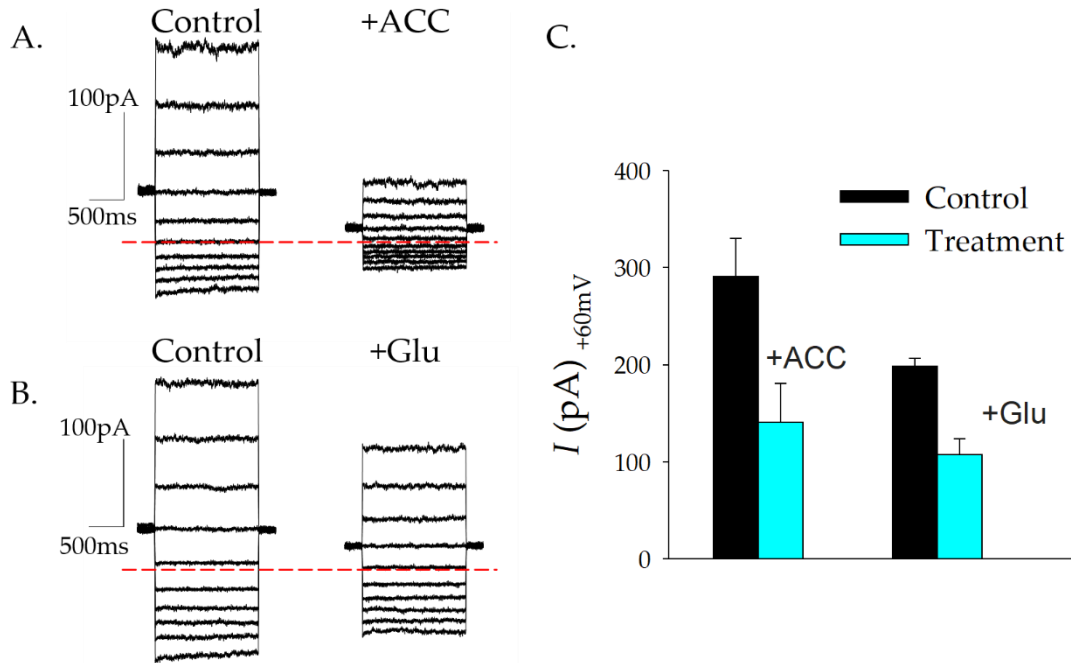 A.
Control
+ACC
100pA
500ms
B.
Control
+Glu
100pA
500ms
C.
I (pA) +60mV
400
300
200
100
0
Control
Treatment
+ACC
+Glu